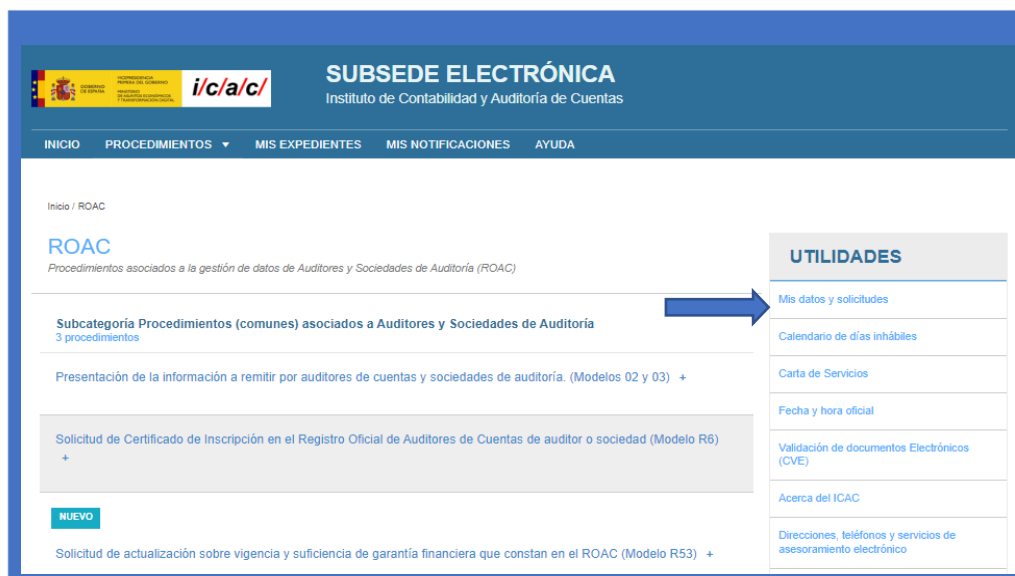 GOBIERNO DE ESPAÑA
VICEPRESIDENCIA PRIMERA DEL GOBIERNO
MINISTERIO DE ASUNTOS ECONÓMICOS Y TRANSFORMACIÓN DIGITAL
i/c/a/c/
SUBSEDE ELECTRÓNICA
Instituto de Contabilidad y Auditoría de Cuentas
INICIO PROCEDIMIENTOS ▼ MIS EXPEDIENTES MIS NOTIFICACIONES AYUDA
Inicio / ROAC
ROAC
Procedimientos asociados a la gestión de datos de Auditores y Sociedades de Auditoría (ROAC)
Subcategoría Procedimientos (comunes) asociados a Auditores y Sociedades de Auditoría
3 procedimientos
Presentación de la información a remitir por auditores de cuentas y sociedades de auditoría. (Modelos 02 y 03) +
Solicitud de Certificado de Inscripción en el Registro Oficial de Auditores de Cuentas de auditor o sociedad (Modelo R6)
+
NUEVO
Solicitud de actualización sobre vigencia y suficiencia de garantía financiera que constan en el ROAC (Modelo R53) +
UTILIDADES
Mis datos y solicitudes
Calendario de días inhábiles
Carta de Servicios
Fecha y hora oficial
Validación de documentos Electrónicos
(CVE)
Acerca del ICAC
Direcciones, teléfonos y servicios de
asesoramiento electrónico